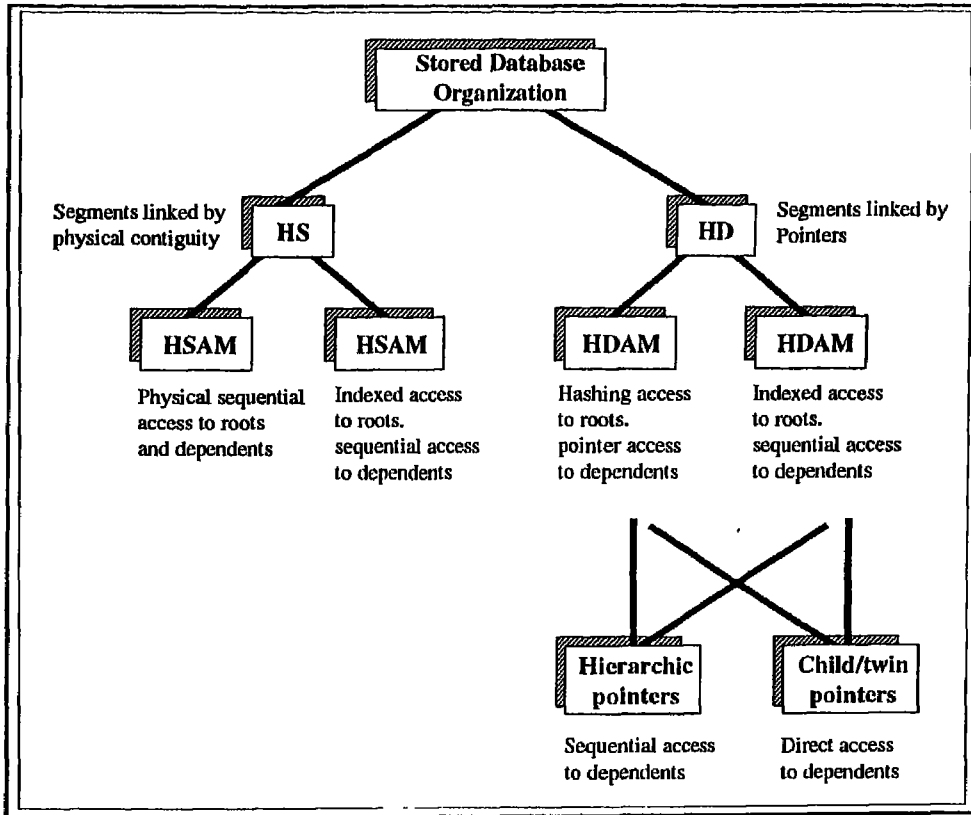 Stored Database
Organization
Segments linked by
physical contiguity
HS
HD
Segments linked by
Pointers
HSAM
HSAM
HDAM
HDAM
Physical sequential
access to roots
and dependents
Indexed access
to roots.
sequential access
to dependents
Hashing access
to roots.
pointer access
to dependents
Indexed access
to roots.
sequential access
to dependents
Hierarchic
pointers
Child/twin
pointers
Sequential access
to dependents
Direct access
to dependents